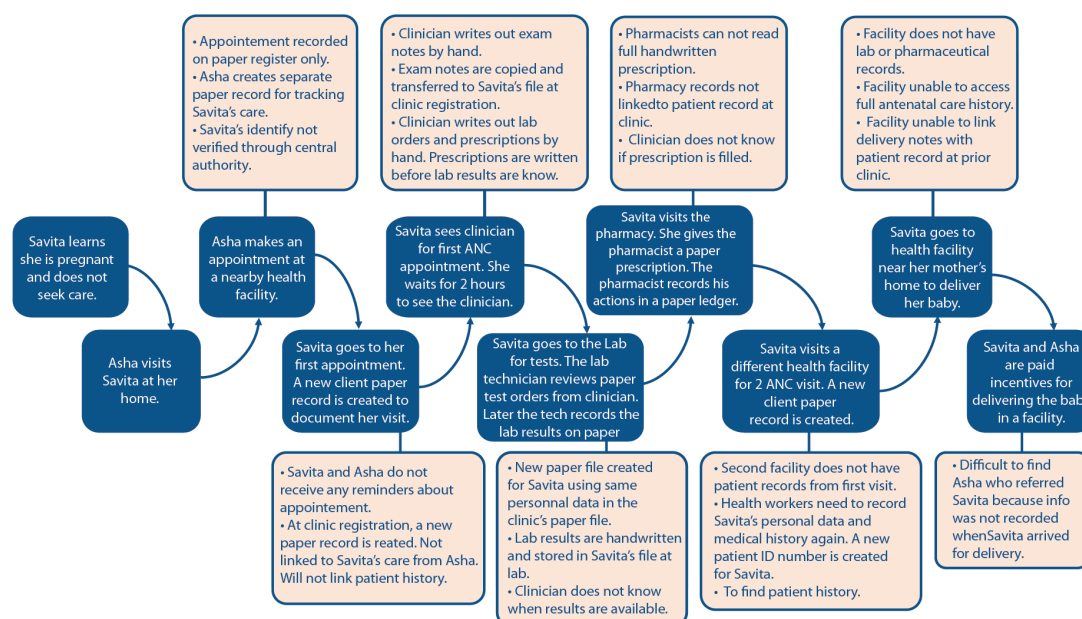 • Appointement recorded
on paper register only.
• Asha creates separate
paper record for tracking
Savita's care.
• Savita's identify not
verified through central
authority.
• Clinician writes out exam
notes by hand.
• Exam notes are copied and
transferred to Savita's file at
clinic registration.
• Clinician writes out lab
orders and prescriptions by
hand. Prescriptions are written
before lab results are know.
• Pharmacists can not read
full handwritten
prescription.
• Pharmacy records not
linkedto patient record at
clinic.
• Clinician does not know
if prescription is filled.
• Facility does not have
lab or pharmaceutical
records.
• Facility unable to access
full antenatal care history.
• Facility unable to link
delivery notes with
patient record at prior
clinic.
Savita learns
she is pregnant
and does not
seek care.
Asha visits
Savita at her
home.
Asha makes an
appointment at
a nearby health
facility.
Savita goes to her
first appointment.
A new client paper
record is created to
document her visit.
Savita sees clinician
for first ANC
appointment. She
waits for 2 hours
to see the clinician.
Savita goes to the Lab
for tests. The lab
technician reviews paper
test orders from clinician.
Later the tech records the
lab results on paper
Savita visits the
pharmacy. She gives the
pharmacist a paper
prescription. The
pharmacist records his
actions in a paper ledger.
Savita visits a
different health facility
for 2 ANC visit. A new
client paper
record is created.
Savita goes to
health facility
near her mother's
home to deliver
her baby.
Savita and Asha
are paid
incentives for
delivering the bab
in a facility.
• Savita and Asha do not
receive any reminders about
appointement.
• At clinic registration, a new
paper record is reated. Not
linked to Savita's care from Asha.
Will not link patient history.
• New paper file created
for Savita using same
personnal data in the
clinic's paper file.
• Lab results are handwritten
and stored in Savita's file at
lab.
• Clinician does not know
when results are available.
• Second facility does not have
patient records from first visit.
• Health workers need to record
Savita's personal data and
medical history again. A new
patient ID number is created
for Savita.
• To find patient history.
• Difficult to find
Asha who referred
Savita because info
was not recorded
whenSavita arrived
for delivery.